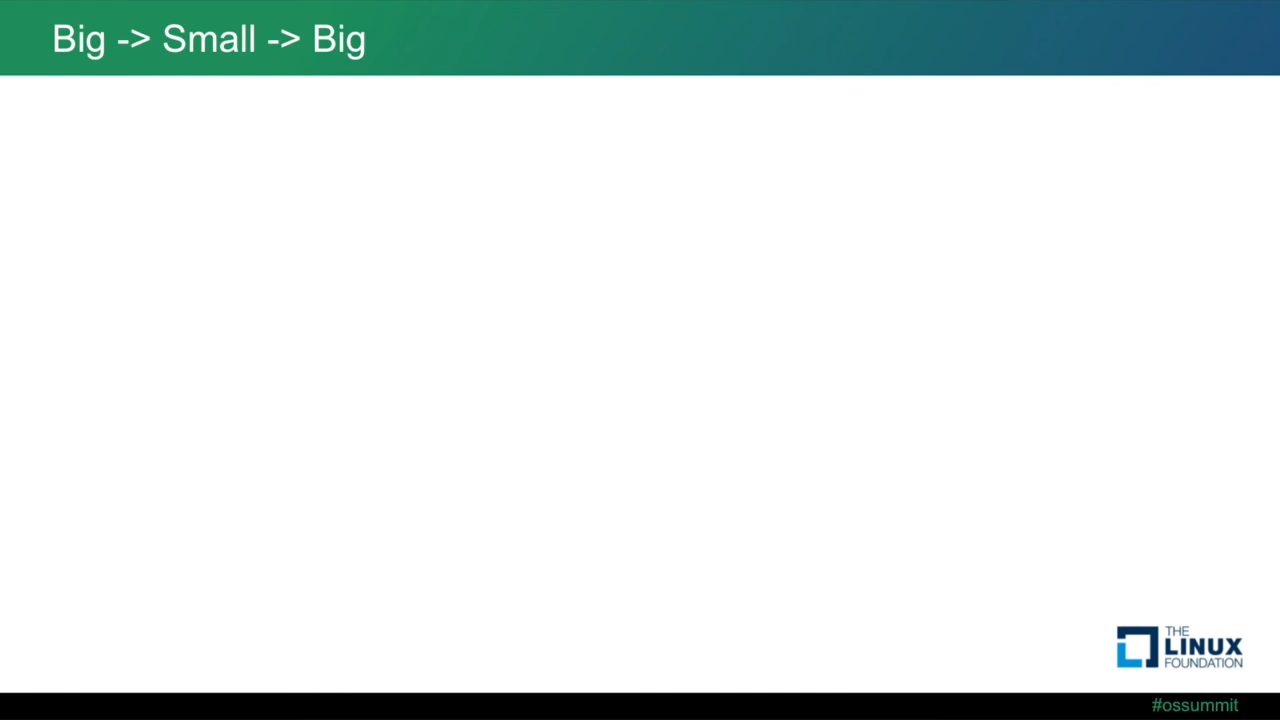 Big -> Small -> Big
THE
LINUX
FOUNDATION
#ossummit